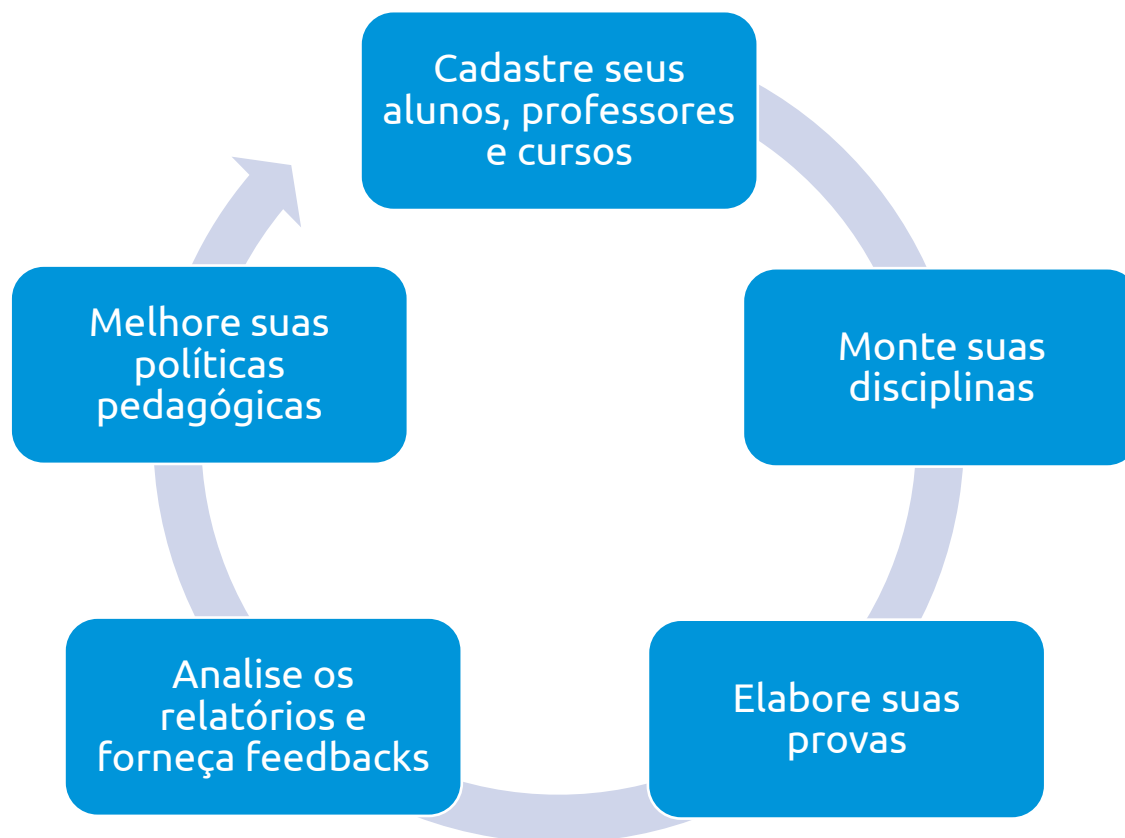 Cadastre seus
alunos, professores
e cursos
Monte suas
disciplinas
Elabore suas
provas
Analise os
relatórios e
forneça feedbacks
Melhore suas
políticas
pedagógicas